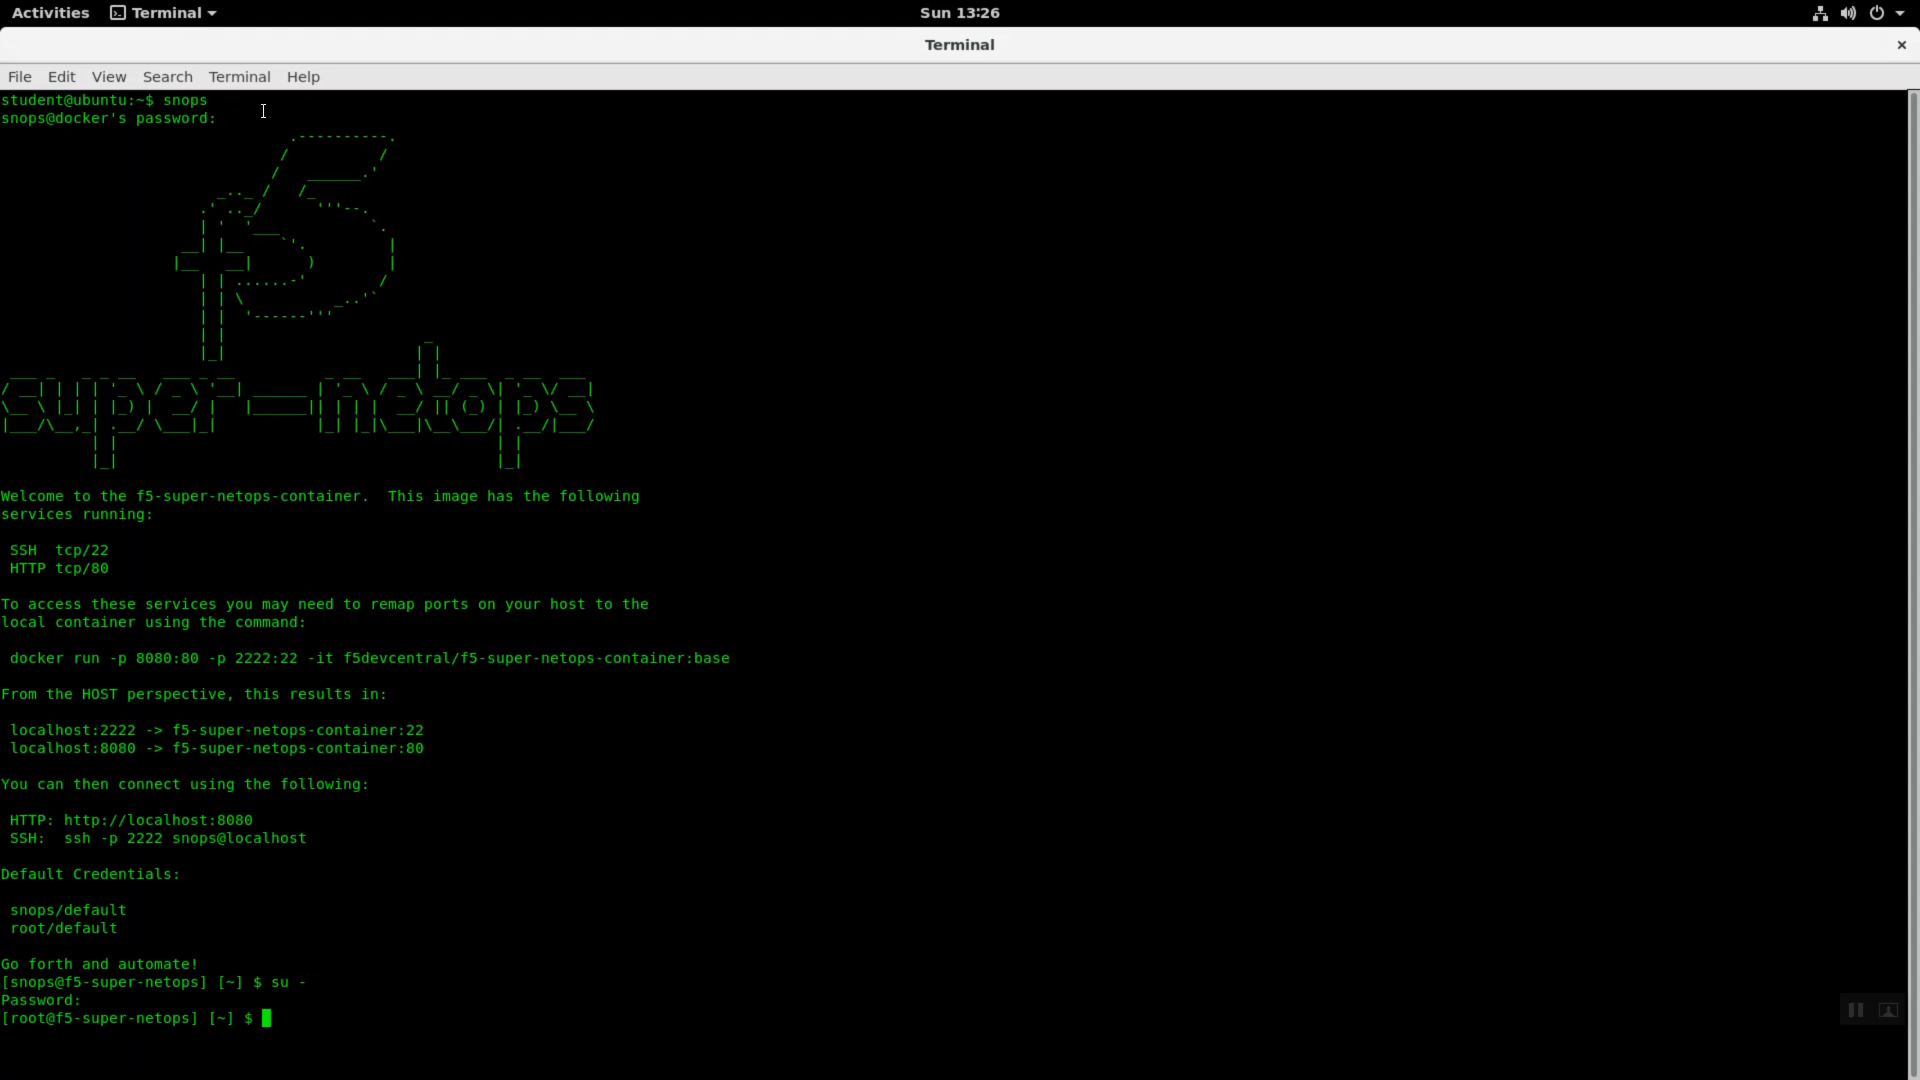 Activities Terminal Sun 13:26
Terminal ×
File Edit View Search Terminal Help
student@ubuntu:~$ snops
snops@docker's password:
f5
super-netops
Welcome to the f5-super-netops-container.  This image has the following
services running:
SSH  tcp/22
HTTP tcp/80
To access these services you may need to remap ports on your host to the
local container using the command:
docker run -p 8080:80 -p 2222:22 -it f5devcentral/f5-super-netops-container:base
From the HOST perspective, this results in:
localhost:2222 -> f5-super-netops-container:22
localhost:8080 -> f5-super-netops-container:80
You can then connect using the following:
HTTP: http://localhost:8080
SSH:  ssh -p 2222 snops@localhost
Default Credentials:
snops/default
root/default
Go forth and automate!
[snops@f5-super-netops] [~] $ su -
Password:
[root@f5-super-netops] [~] $